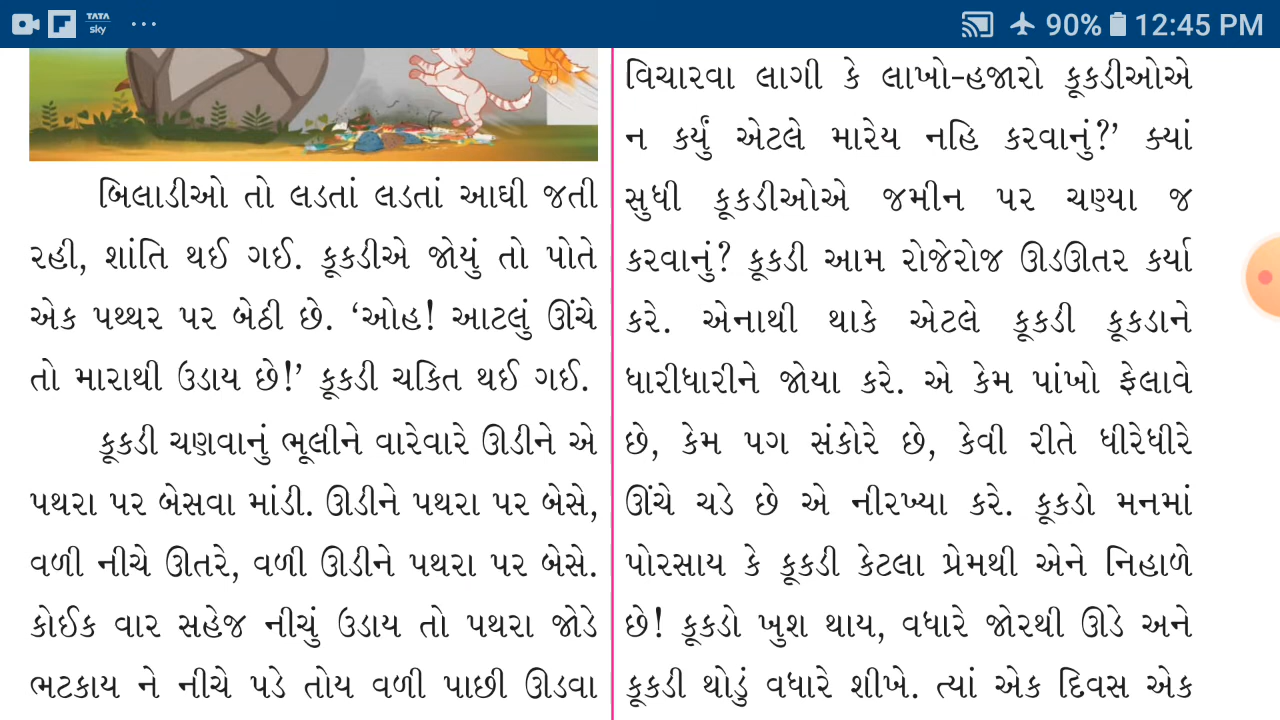 TATA
sky
90%
12:45 PM
બિલાડીઓ તો લડતાં લડતાં આઘી જતી
રહી, શાંતિ થઈ ગઈ. કૂકડીએ જોયું તો પોતે
એક પથ્થર પર બેઠી છે. ‘ઓહ! આટલું ઊંચે
તો મારાથી ઉડાય છે!’ કૂકડી ચકિત થઈ ગઈ.
કૂકડી ચણવાનું ભૂલીને વારેવારે ઊડીને એ
પથરા પર બેસવા માંડી. ઊડીને પથરા પર બેસે,
વળી નીચે ઊતરે, વળી ઊડીને પથરા પર બેસે.
કોઈક વાર સહેજ નીચું ઉડાય તો પથરા જોડે
ભટકાય ને નીચે પડે તોય વળી પાછી ઊડવા
વિચારવા લાગી કે લાખો-હજારો કૂકડીઓએ
ન કર્યું એટલે મારેય નહિ કરવાનું?’ ક્યાં
સુધી કૂકડીઓએ જમીન પર ચણ્યા જ
કરવાનું? કૂકડી આમ રોજેરોજ ઊડઊતર કર્યા
કરે. એનાથી થાકે એટલે કૂકડી કૂકડાને
ધારીધારીને જોયા કરે. એ કેમ પાંખો ફેલાવે
છે, કેમ પગ સંકોરે છે, કેવી રીતે ધીરેધીરે
ઊંચે ચડે છે એ નીરખ્યા કરે. કૂકડો મનમાં
પોરસાય કે કૂકડી કેટલા પ્રેમથી એને નિહાળે
છે! કૂકડો ખુશ થાય, વધારે જોરથી ઊડે અને
કૂકડી થોડું વધારે શીખે. ત્યાં એક દિવસ એક